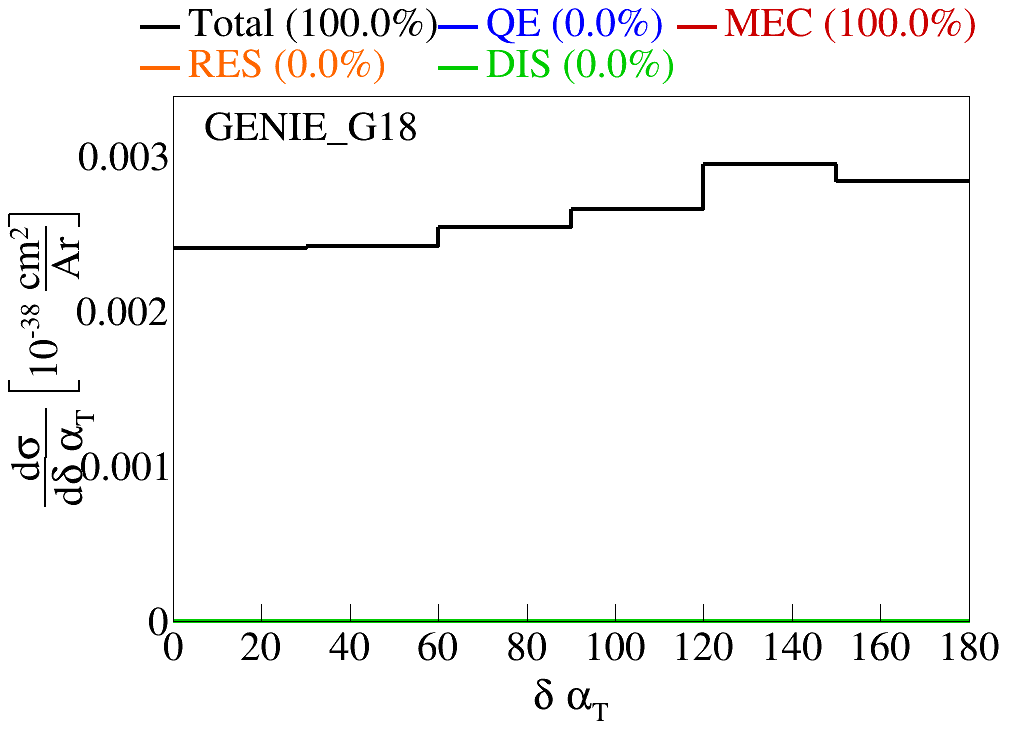 Total (100.0%) QE (0.0%) MEC (100.0%)
RES (0.0%) DIS (0.0%)
GENIE_G18
0.003
0.002
0.001
0
0 20 40 60 80 100 120 140 160 180
δ α_T
dσ/dδ α_T [10^-38 cm^2/Ar]